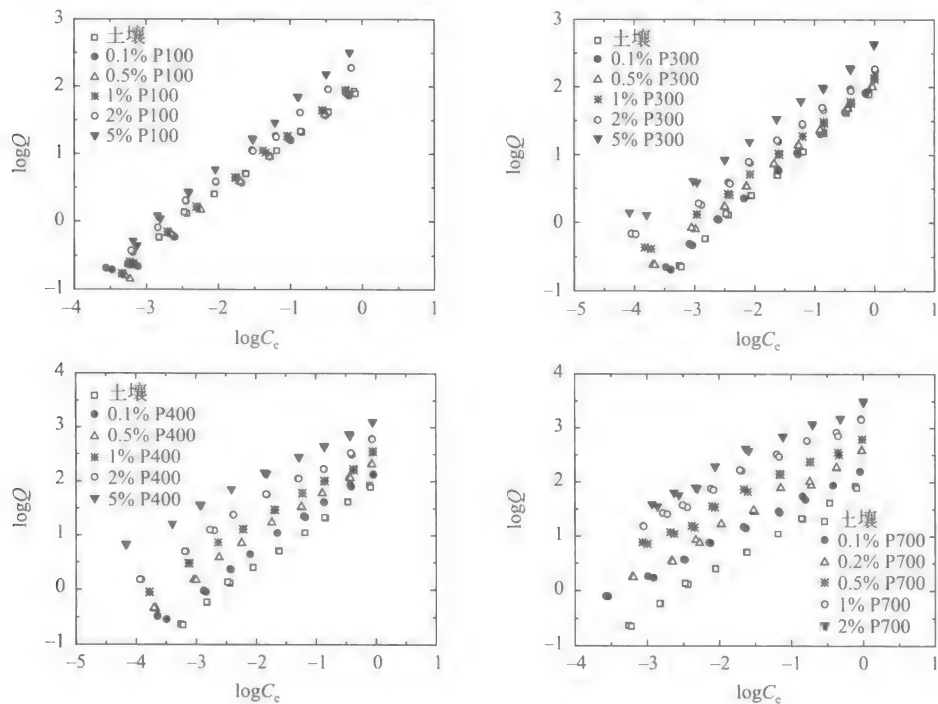 土壤
0.1% P100
0.5% P100
1% P100
2% P100
5% P100
3
2
1
0
−1
logQ
−4 −3 −2 −1 0 1
logCe
土壤
0.1% P300
0.5% P300
1% P300
2% P300
5% P300
3
2
1
0
−1
logQ
−5 −4 −3 −2 −1 0 1
logCe
土壤
0.1% P400
0.5% P400
1% P400
2% P400
5% P400
4
3
2
1
0
−1
logQ
−5 −4 −3 −2 −1 0 1
logCe
土壤
0.1% P700
0.2% P700
0.5% P700
1% P700
2% P700
4
3
2
1
0
−1
logQ
−4 −3 −2 −1 0 1
logCe